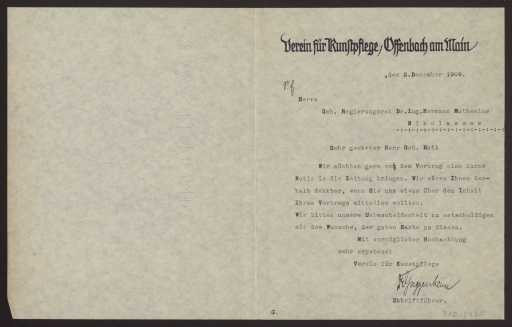 Verein für Kunstpflege / Offenbach am Main
,den 2.Dezember 1909.
Herrn
Geh. Regierungsrat Dr.Ing.Hermann Muthesius
N i k o l a s s e e
Sehr geehrter Herr Geh. Rat!
Wir möchten gern vor dem Vortrag eine kurze
Notiz in die Zeitung bringen. Wir wären Ihnen des-
halb dankbar, wenn Sie uns etwas über den Inhalt
Ihres Vortrags mitteilen wollten.
Wir bitten unsere Unbescheidenheit zu entschuldigen
mit dem Wunsche, der guten Sache zu dienen.
Mit vorzüglicher Hochachtung
sehr ergebenst
Verein für Kunstpflege
Guggenheim
Schriftführer.